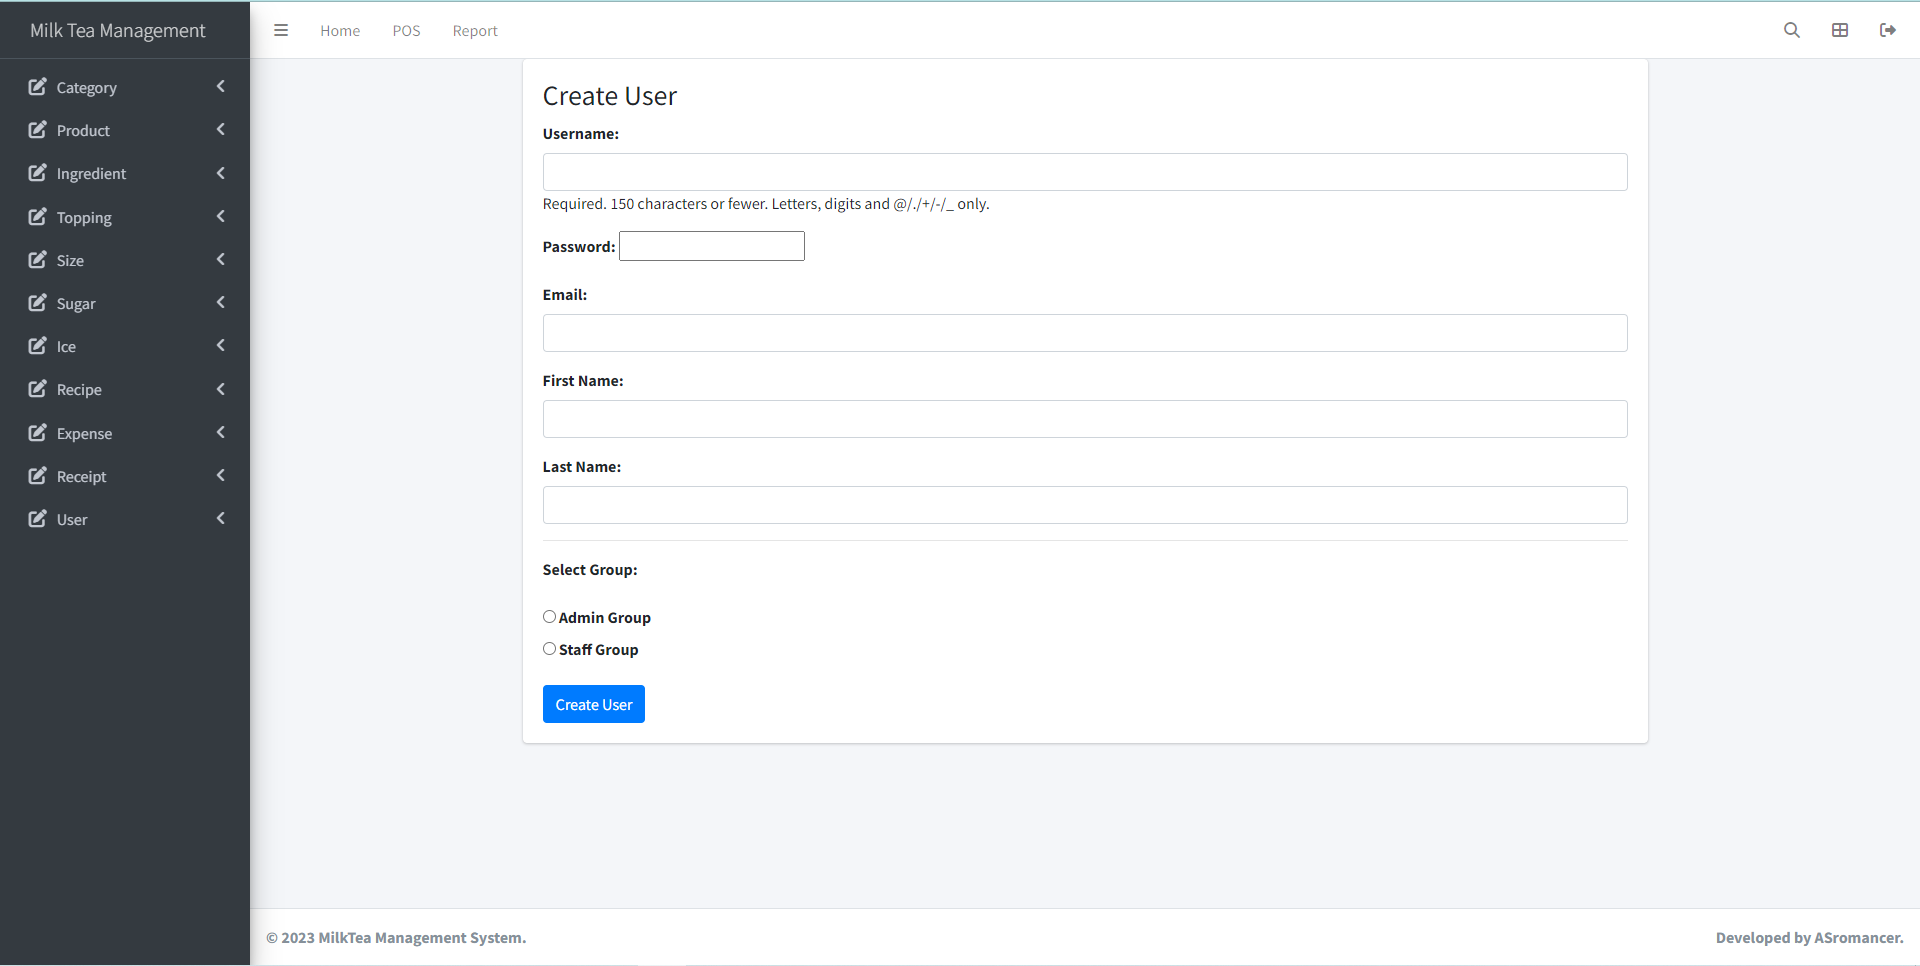 Milk Tea Management
Home
POS
Report
Category
Product
Ingredient
Topping
Size
Sugar
Ice
Recipe
Expense
Receipt
User
Create User
Username:
Required. 150 characters or fewer. Letters, digits and @/./+/-/_ only.
Password:
Email:
First Name:
Last Name:
Select Group:
Admin Group
Staff Group
Create User
© 2023 MilkTea Management System.
Developed by ASromancer.